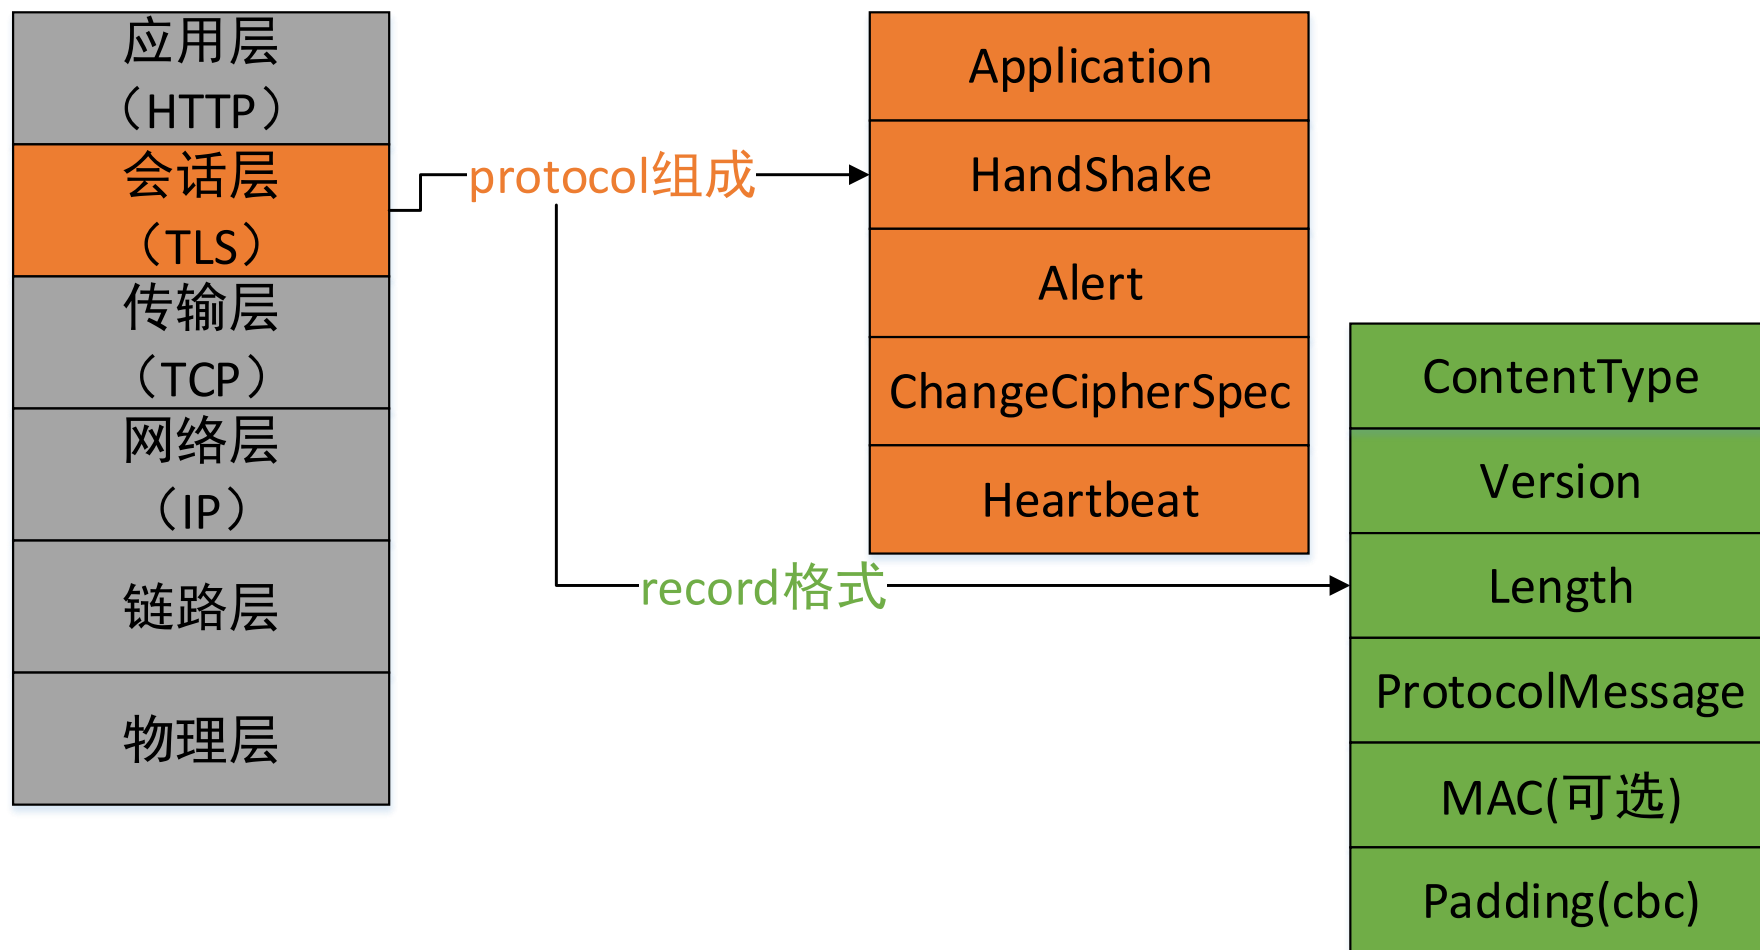 应用层
（HTTP）
会话层
（TLS）
传输层
（TCP）
网络层
（IP）
链路层
物理层
protocol组成
record格式
Application
HandShake
Alert
ChangeCipherSpec
Heartbeat
ContentType
Version
Length
ProtocolMessage
MAC(可选)
Padding(cbc)